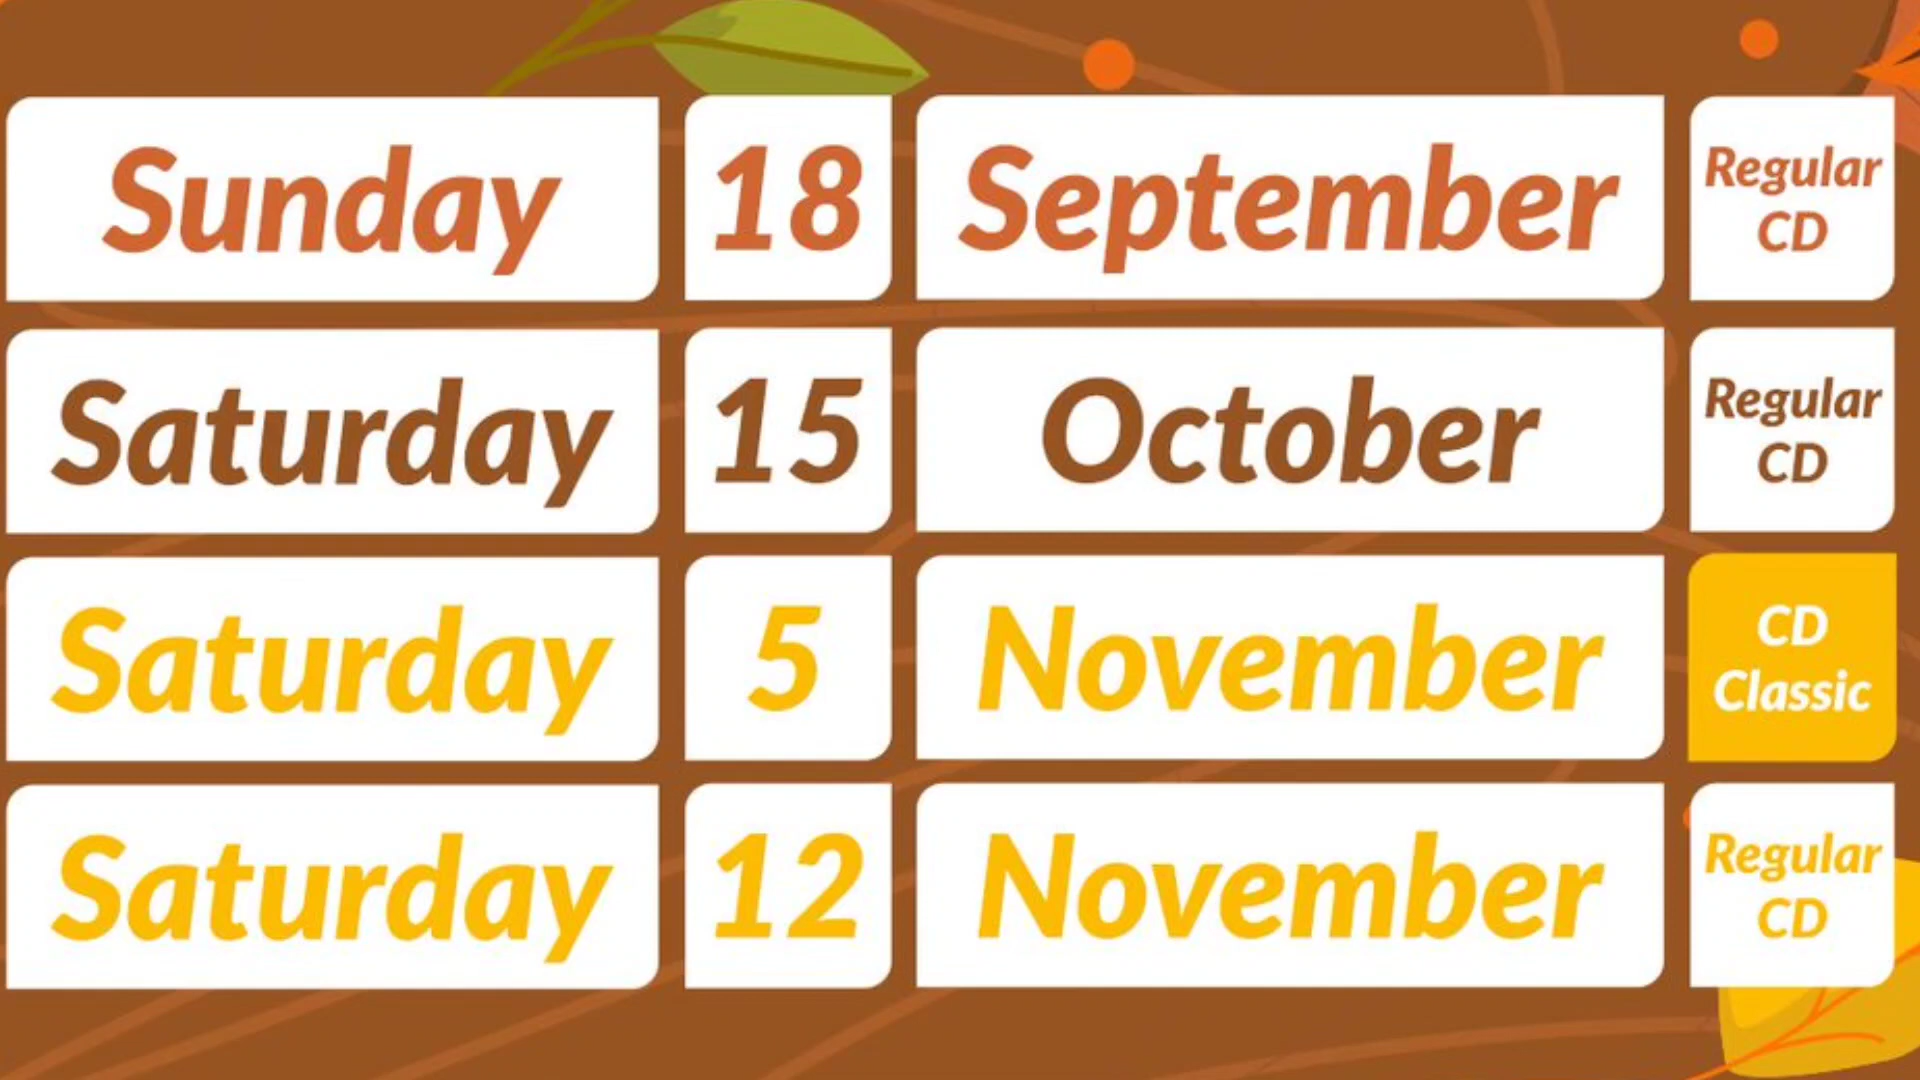 Sunday 18 September Regular CD
Saturday 15 October Regular CD
Saturday 5 November CD Classic
Saturday 12 November Regular CD